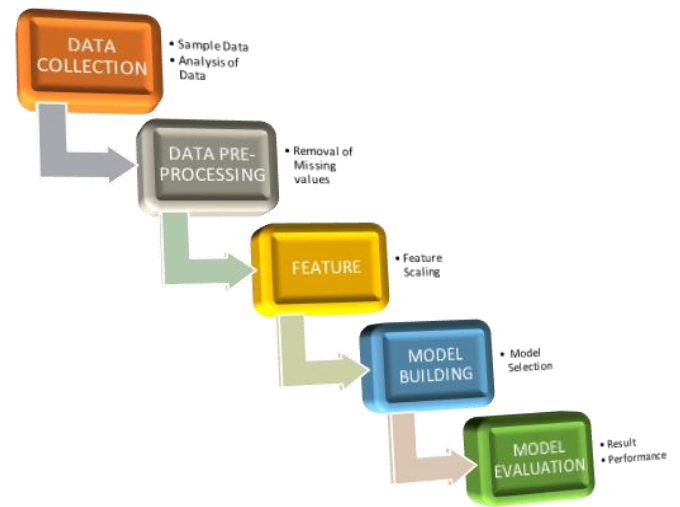 DATA
COLLECTION
• Sample Data
• Analysis of
Data
DATA PRE-
PROCESSING
• Removal of
Missing
values
FEATURE
• Feature
Scaling
MODEL
BUILDING
• Model
Selection
MODEL
EVALUATION
• Result
• Performance